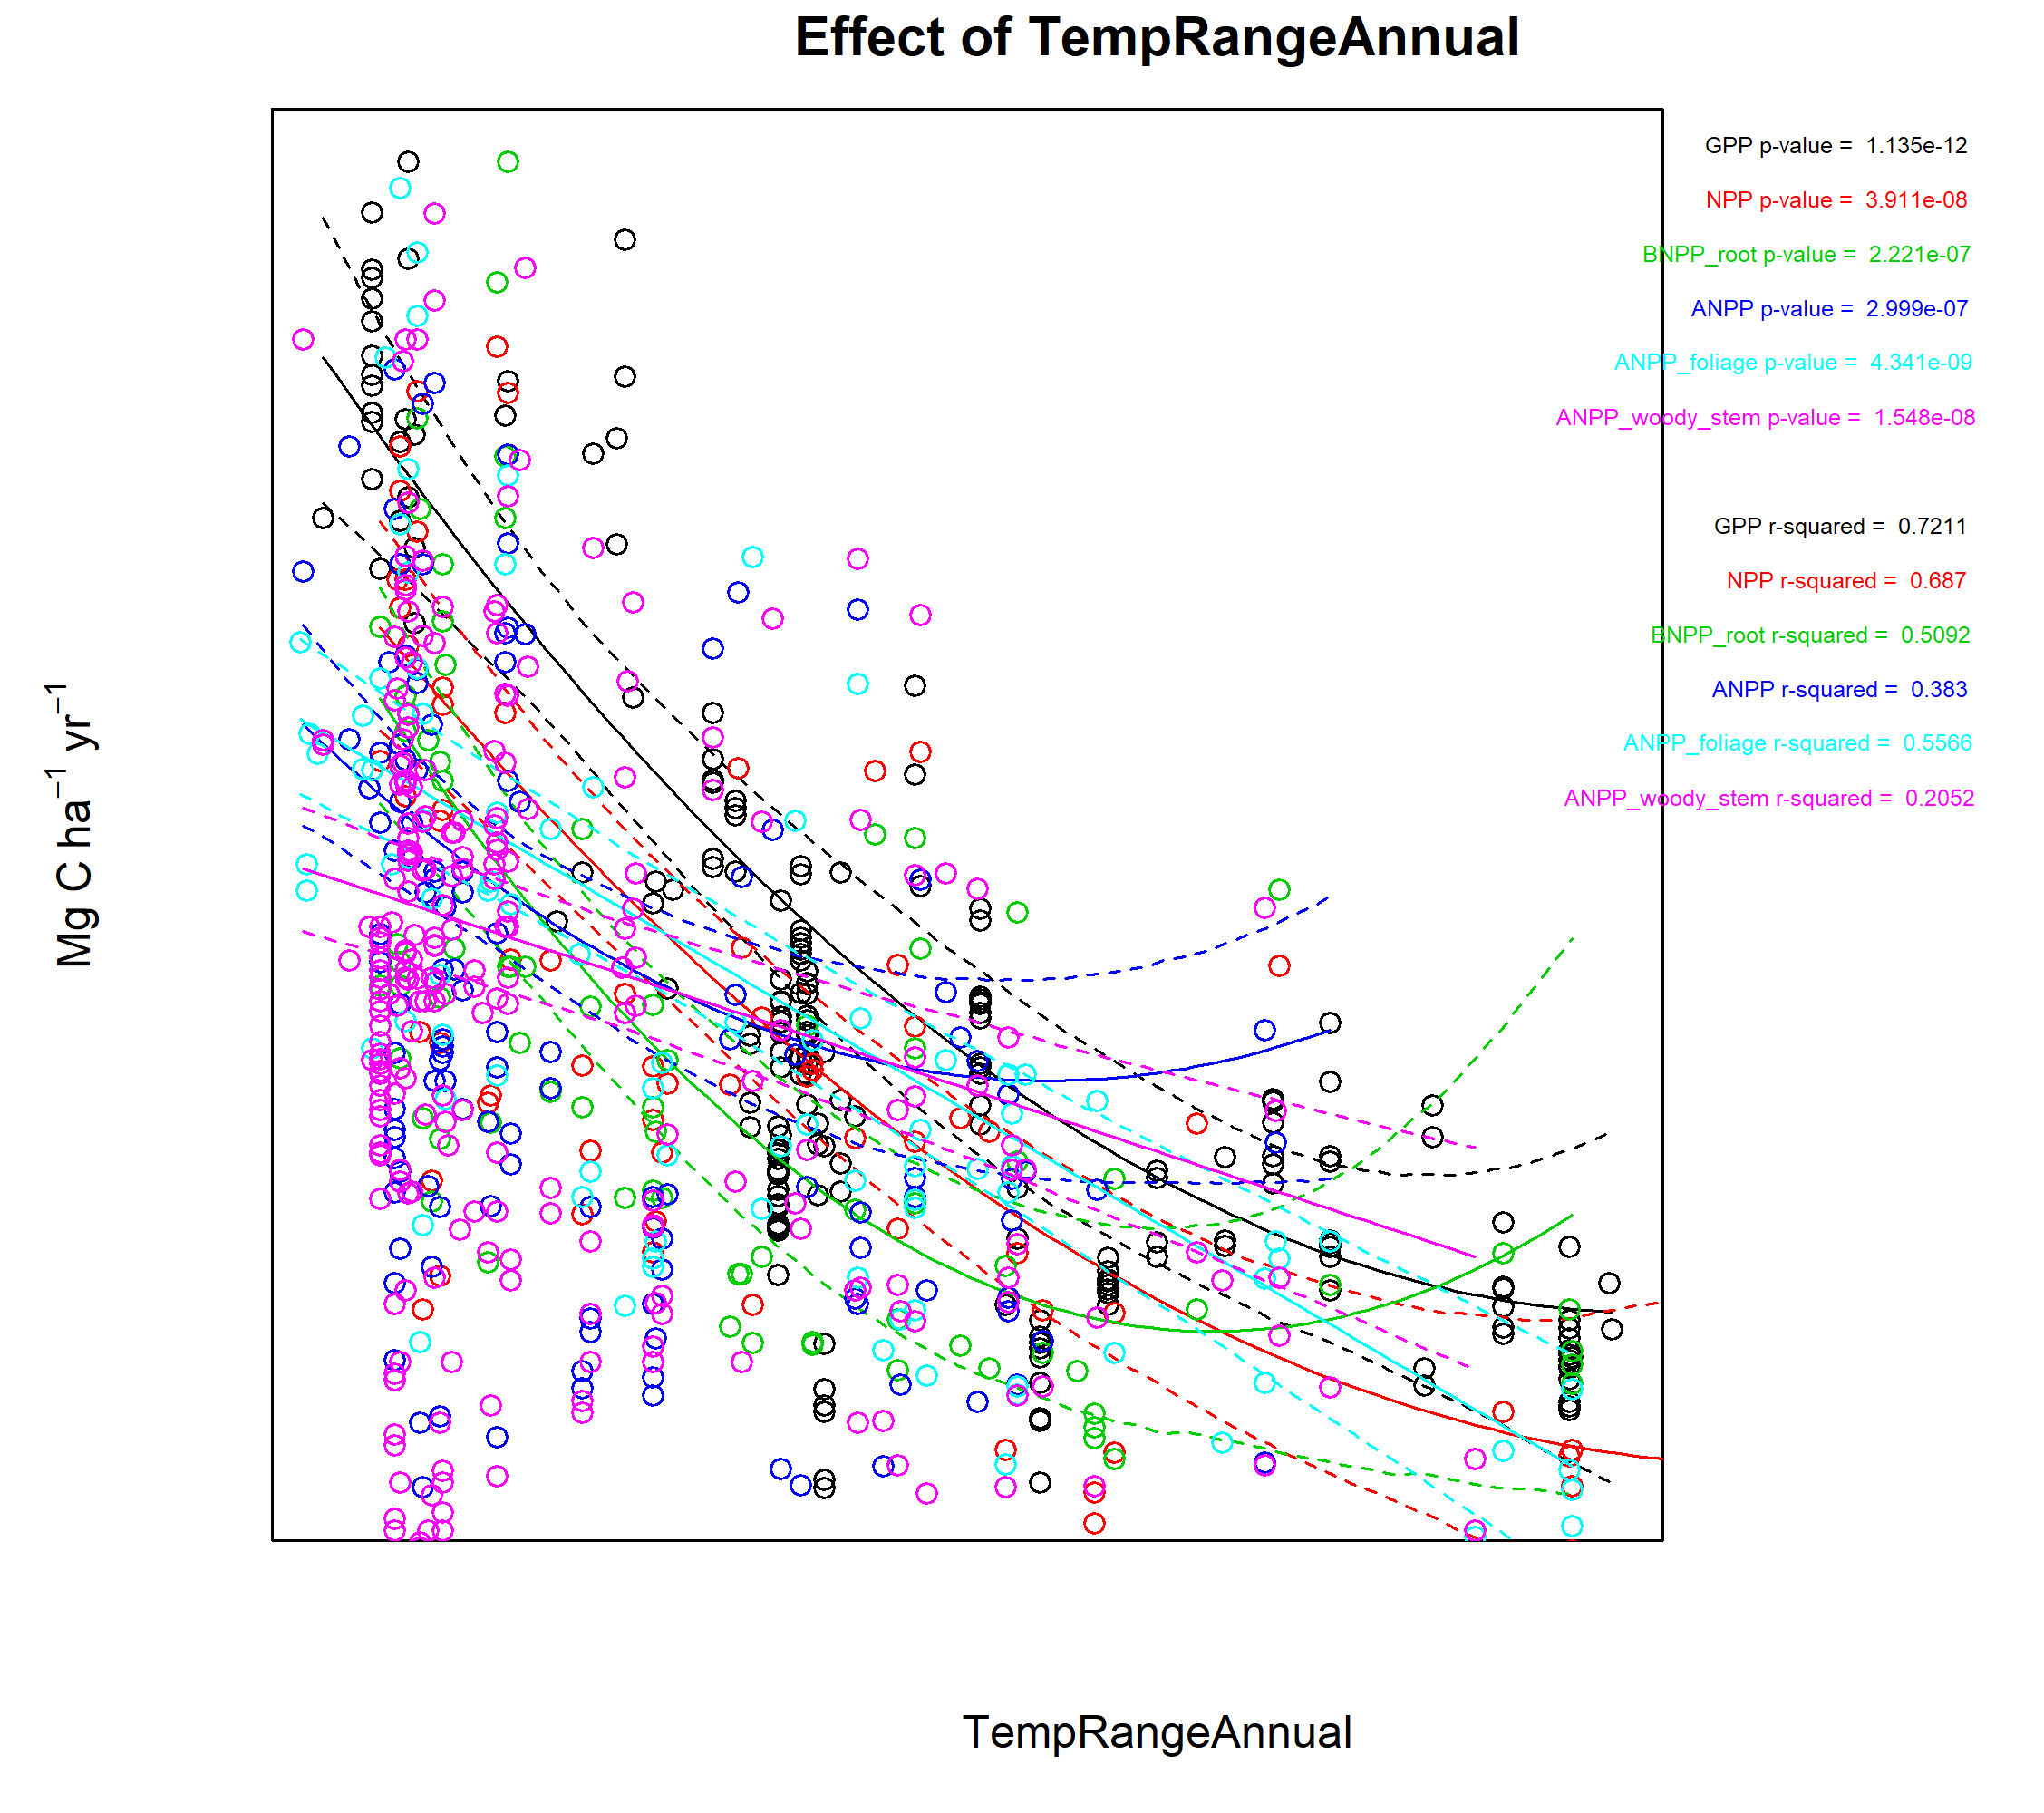 Effect of TempRangeAnnual
GPP p-value = 1.135e-12
NPP p-value = 3.911e-08
BNPP_root p-value = 2.221e-07
ANPP p-value = 2.999e-07
ANPP_foliage p-value = 4.341e-09
ANPP_woody_stem p-value = 1.548e-08
GPP r-squared = 0.7211
NPP r-squared = 0.687
BNPP_root r-squared = 0.5092
ANPP r-squared = 0.383
ANPP_foliage r-squared = 0.5566
ANPP_woody_stem r-squared = 0.2052
Mg C ha⁻¹ yr⁻¹
TempRangeAnnual